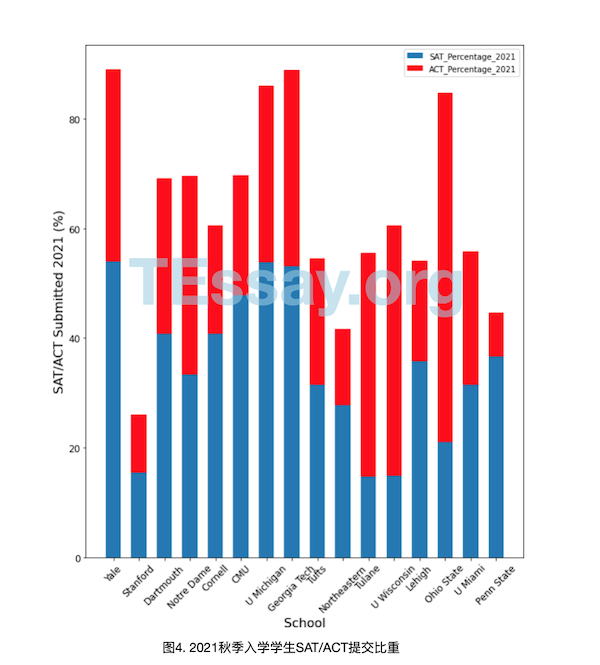 SAT_Percentage_2021
ACT_Percentage_2021
80
60
40
20
0
SAT/ACT Submitted 2021 (%)
TEssay.org
Yale
Stanford
Dartmouth
Notre Dame
Cornell
CMU
U Michigan
Georgia Tech
Tufts
Northeastern
Tulane
U Wisconsin
Lehigh
Ohio State
U Miami
Penn State
School
图4. 2021秋季入学学生SAT/ACT提交比重